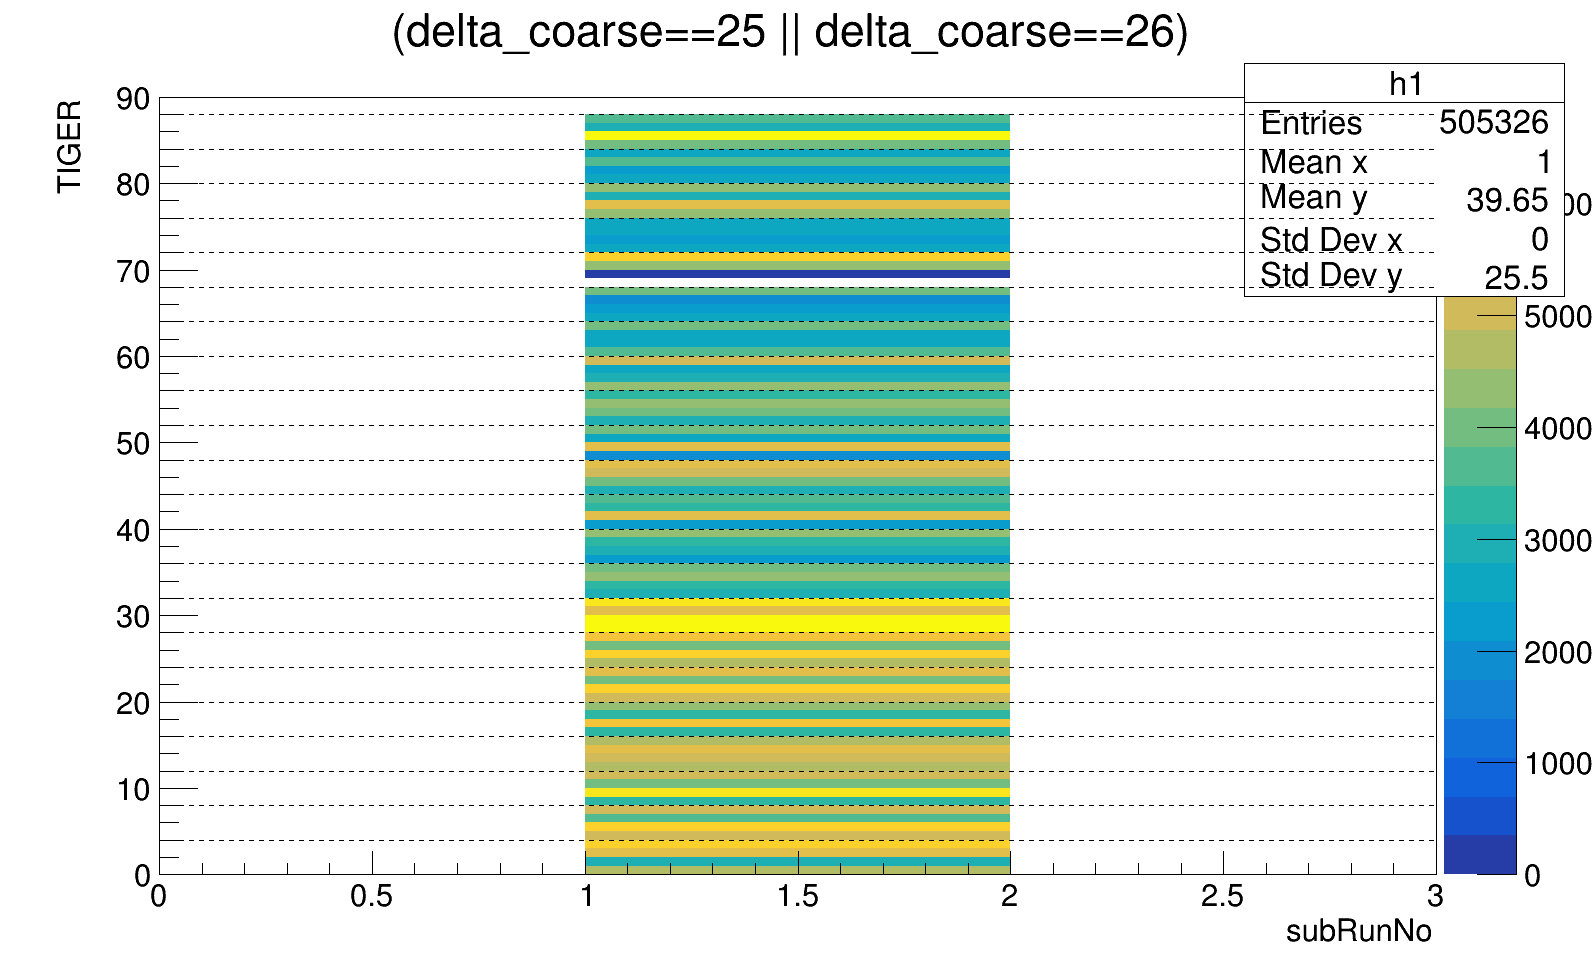 (delta_coarse==25 || delta_coarse==26)
h1
Entries 505326
Mean x 1
Mean y 39.65
Std Dev x 0
Std Dev y 25.5
TIGER
90
80
70
60
50
40
30
20
10
0
0 0.5 1 1.5 2 2.5 3
subRunNo
5000
4000
3000
2000
1000
0